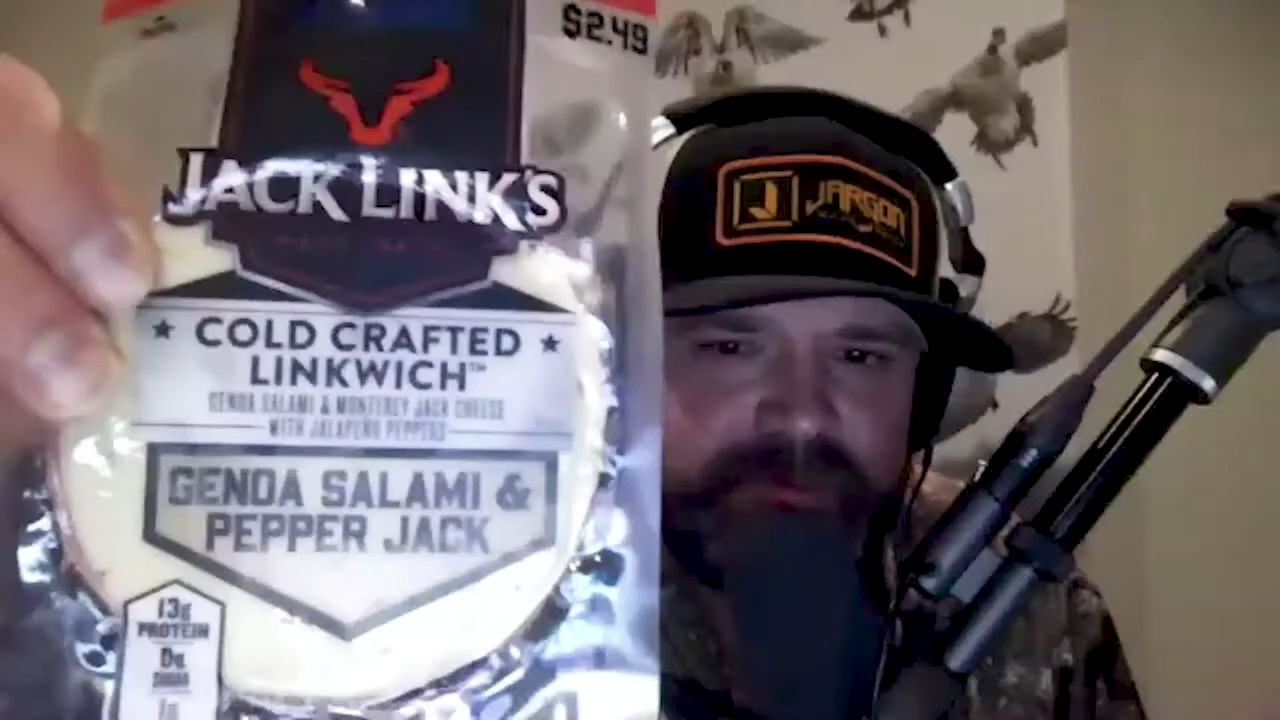 $2.49
JACK LINK'S
COLD CRAFTED
LINKWICH™
GENOA SALAMI & MONTEREY JACK CHEESE
WITH JALAPEÑO PEPPERS
GENOA SALAMI &
PEPPER JACK
13g
PROTEIN
0g
SUGAR
J JARGON